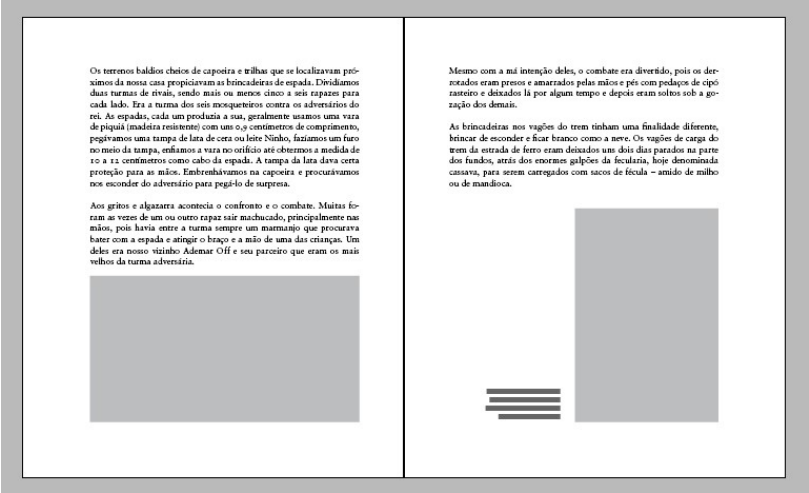 Os terrenos baldios cheios de capoeira e trilhas que se localizavam pró-
ximos da nossa casa propiciavam as brincadeiras de espada. Dividíamos
duas turmas de rivais, sendo mais ou menos cinco a seis rapazes para
cada lado. Era a turma dos seis mosqueteiros contra os adversários do
rei. As espadas, cada um produzia a sua, geralmente usamos uma vara
de piquiá (madeira resistente) com uns 0,9 centímetros de comprimento,
pegávamos uma tampa de lata de cera ou leite Ninho, fazíamos um furo
no meio da tampa, enfiamos a vara no orifício até obtermos a medida de
10 a 12 centímetros como cabo da espada. A tampa da lata dava certa
proteção para as mãos. Embrenhávamos na capoeira e procurávamos
nos esconder do adversário para pegá-lo de surpresa.
Aos gritos e algazarra acontecia o confronto e o combate. Muitas fo-
ram as vezes de um ou outro rapaz sair machucado, principalmente nas
mãos, pois havia entre a turma sempre um marmanjo que procurava
bater com a espada e atingir o braço e a mão de uma das crianças. Um
deles era nosso vizinho Ademar Off e seu parceiro que eram os mais
velhos da turma adversária.
Mesmo com a má intenção deles, o combate era divertido, pois os der-
rotados eram presos e amarrados pelas mãos e pés com pedaços de cipó
rasteiro e deixados lá por algum tempo e depois eram soltos sob a go-
zação dos demais.
As brincadeiras nos vagões do trem tinham uma finalidade diferente,
brincar de esconder e ficar branco como a neve. Os vagões de carga do
trem da estrada de ferro eram deixados uns dois dias parados na parte
dos fundos, atrás dos enormes galpões da fecularia, hoje denominada
cassava, para serem carregados com sacos de fécula – amido de milho
ou de mandioca.